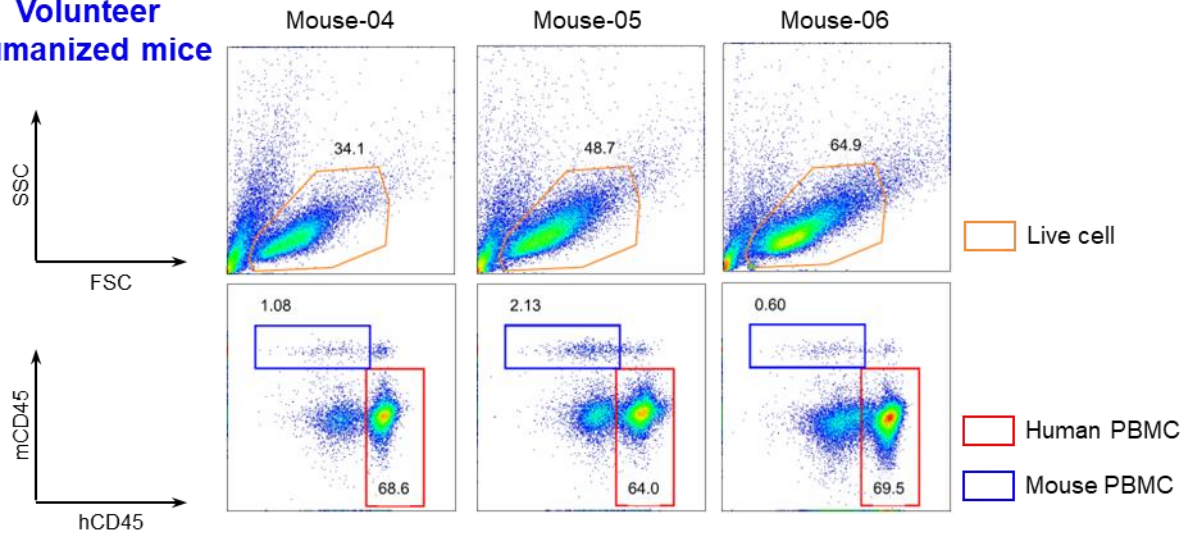 Volunteer
umanized mice
Mouse-04
Mouse-05
Mouse-06
SSC
FSC
34.1
48.7
64.9
Live cell
mCD45
hCD45
1.08
2.13
0.60
68.6
64.0
69.5
Human PBMC
Mouse PBMC